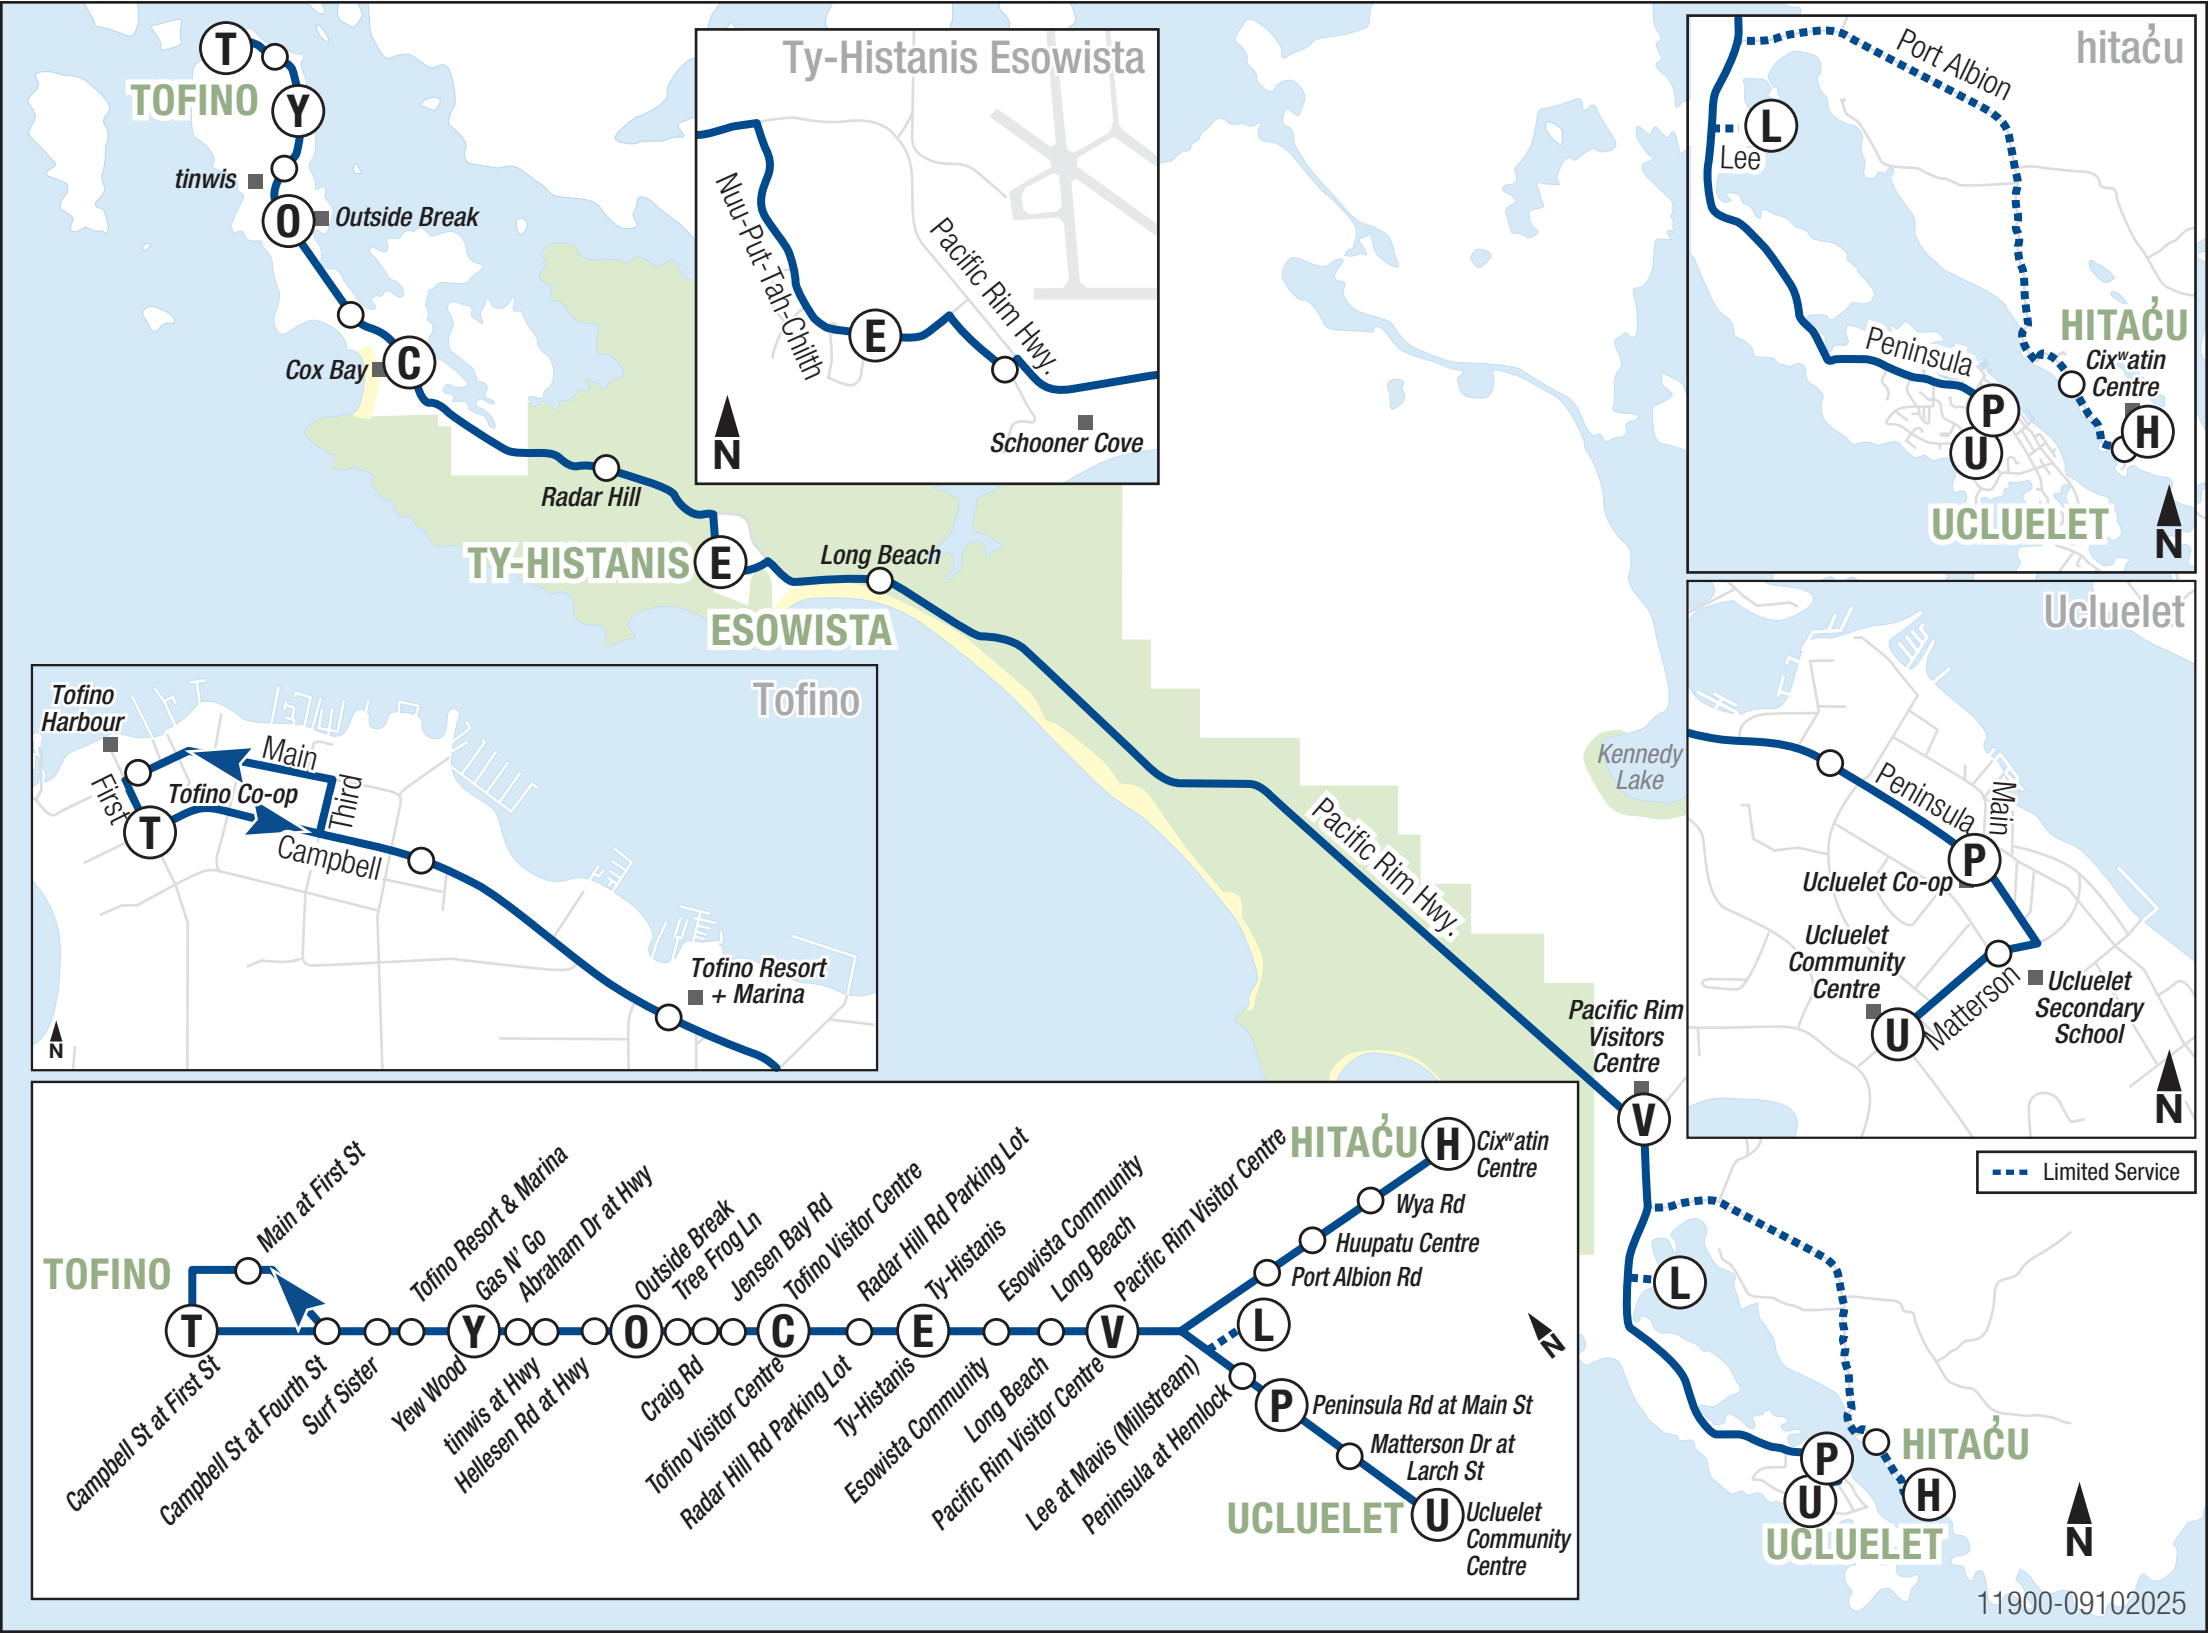 T
TOFINO
Y
tinwis
O
Outside Break
Cox Bay
C
Radar Hill
TY-HISTANIS
E
Long Beach
ESOWISTA
Pacific Rim Hwy.
Kennedy
Lake
Pacific Rim
Visitors
Centre
V
L
P
U
UCLUELET
HITAC̓U
H
N
Limited Service
11900-09102025
Ty-Histanis Esowista
Nuu-Put-Tah-Chilth
Pacific Rim Hwy.
E
Schooner Cove
N
hitac̓u
Port Albion
L
Lee
Peninsula
HITAC̓U
Cixʷatin
Centre
P
H
U
UCLUELET
N
Ucluelet
Peninsula
Main
P
Ucluelet Co-op
Ucluelet
Community
Centre
Ucluelet
Secondary
School
U
Matterson
N
Tofino
Tofino
Harbour
Main
First
Tofino Co-op
Third
T
Campbell
Tofino Resort
+ Marina
N
TOFINO
Main at First St
Tofino Resort & Marina
Gas N' Go
Abraham Dr at Hwy
Outside Break
Tree Frog Ln
Jensen Bay Rd
Tofino Visitor Centre
Radar Hill Rd Parking Lot
Ty-Histanis
Esowista Community
Long Beach
Pacific Rim Visitor Centre
T
Y
O
C
E
V
L
Campbell St at First St
Campbell St at Fourth St
Surf Sister
Yew Wood
tinwis at Hwy
Hellesen Rd at Hwy
Craig Rd
Tofino Visitor Centre
Radar Hill Rd Parking Lot
Ty-Histanis
Esowista Community
Long Beach
Pacific Rim Visitor Centre
Lee at Mavis (Millstream)
Peninsula at Hemlock
HITAC̓U
H
Cixʷatin
Centre
Wya Rd
Huupatu Centre
Port Albion Rd
P
Peninsula Rd at Main St
Matterson Dr at
Larch St
UCLUELET
U
Ucluelet
Community
Centre
N